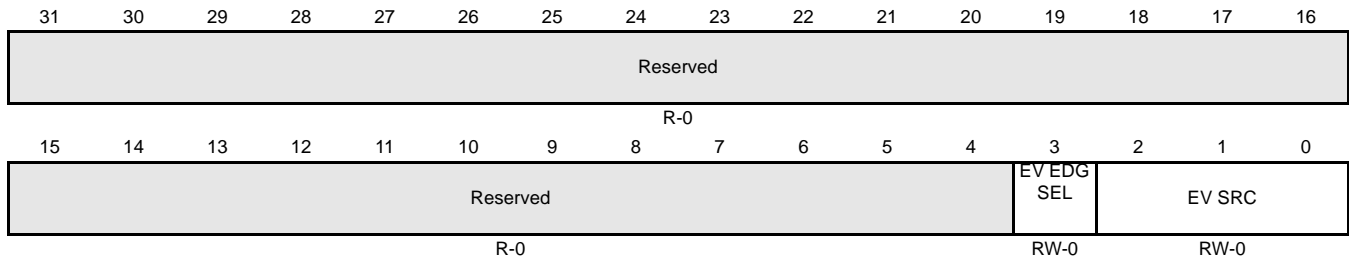 31 30 29 28 27 26 25 24 23 22 21 20 19 18 17 16
Reserved
R-0
15 14 13 12 11 10 9 8 7 6 5 4 3 2 1 0
Reserved EV EDG SEL EV SRC
R-0 RW-0 RW-0